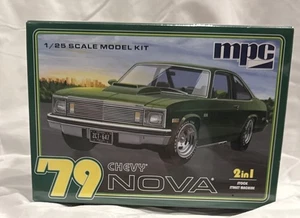 1/25 SCALE MODEL KIT
mpc
'79
CHEVY
NOVA
2 in 1
STOCK
STREET MACHINE